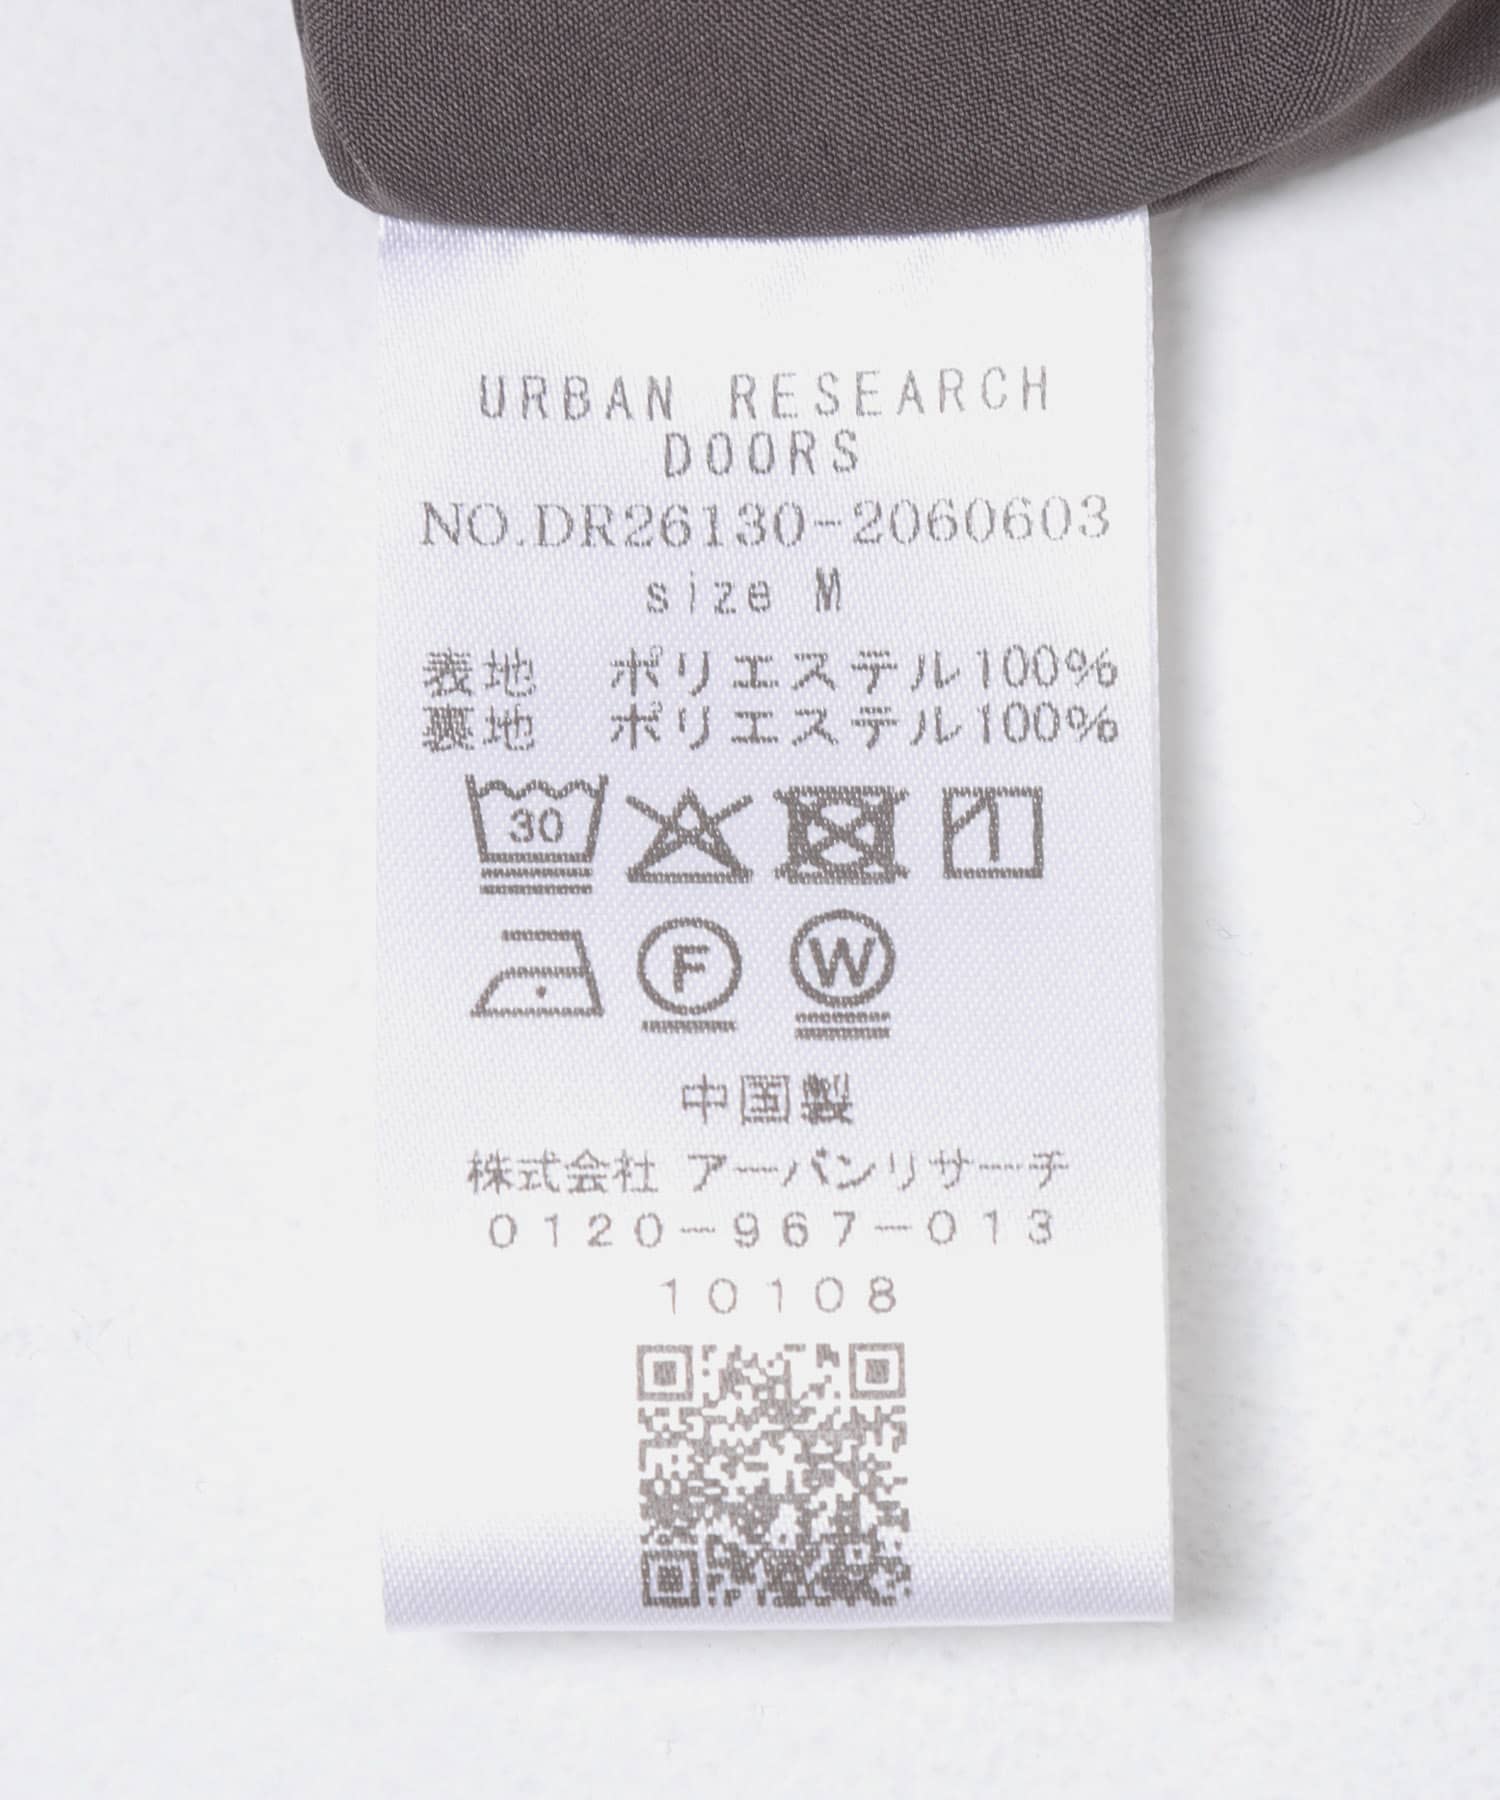 URBAN RESEARCH
DOORS
NO.DR26130-2060603
size M
表地 ポリエステル100%
裏地 ポリエステル100%
30
F W
中国製
株式会社 アーバンリサーチ
0120-967-013
10108